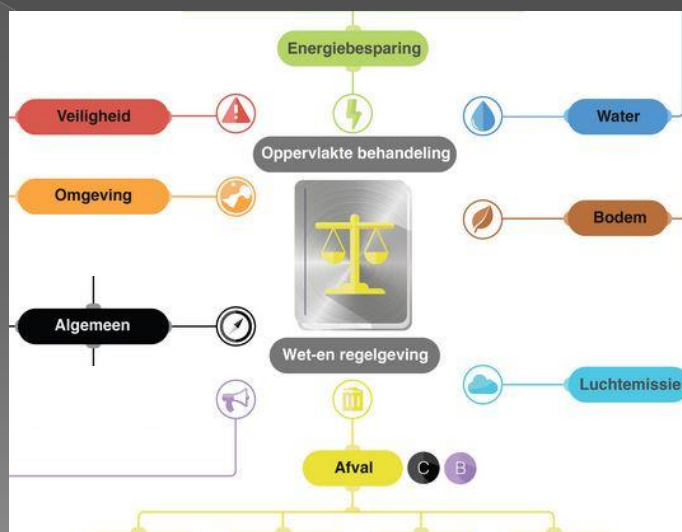 Energiebesparing
Veiligheid
Water
Oppervlakte behandeling
Omgeving
Bodem
Algemeen
Wet-en regelgeving
Luchtemissie
Afval
C
B